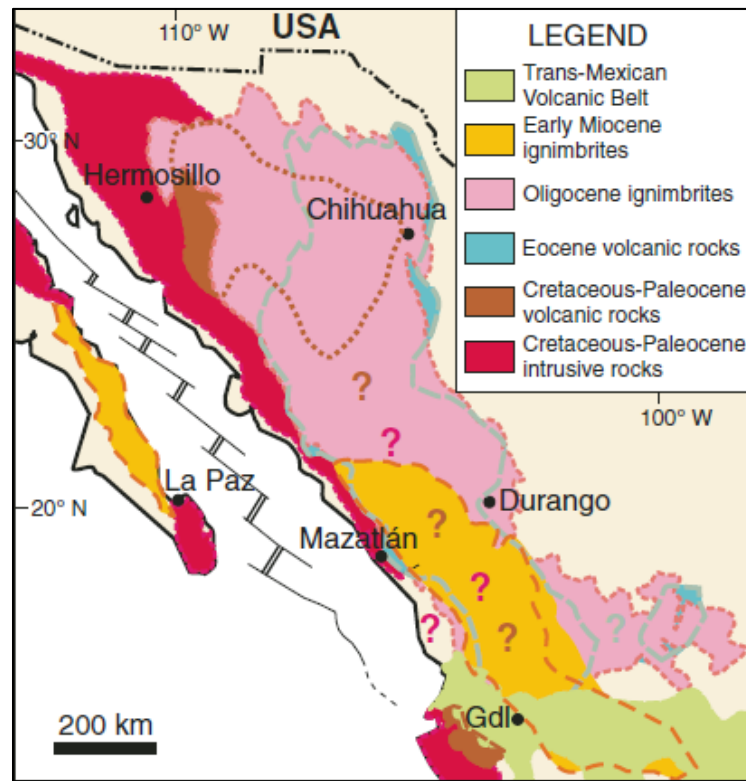 110° W
USA
LEGEND
Trans-Mexican
Volcanic Belt
Early Miocene
ignimbrites
Oligocene ignimbrites
Eocene volcanic rocks
Cretaceous-Paleocene
volcanic rocks
Cretaceous-Paleocene
intrusive rocks
30° N
Hermosillo
Chihuahua
?
?
100° W
La Paz
20° N
Durango
?
Mazatlán
?
?
?
?
Gdl
200 km